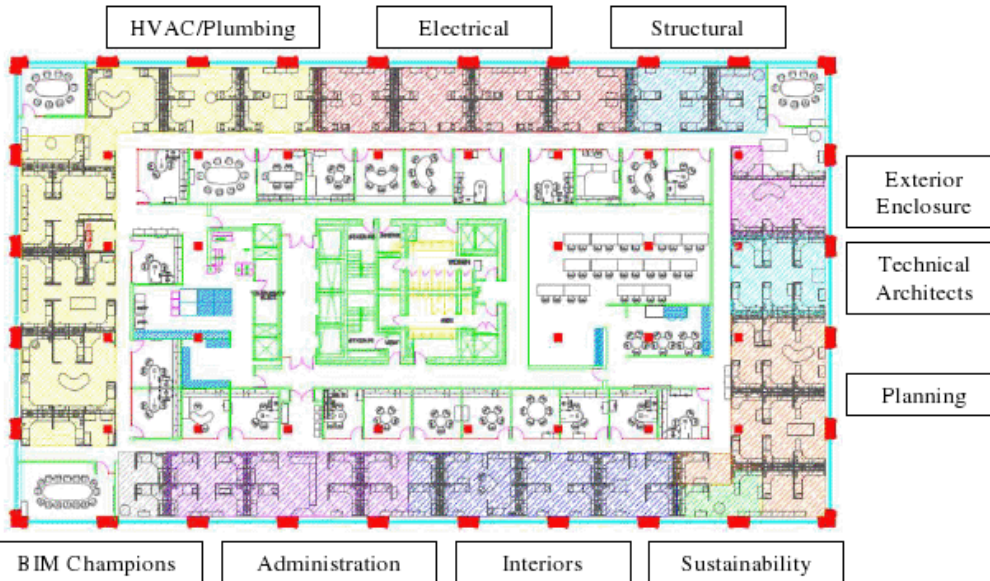 HVAC/Plumbing
Electrical
Structural
Exterior
Enclosure
Technical
Architects
Planning
BIM Champions
Administration
Interiors
Sustainability